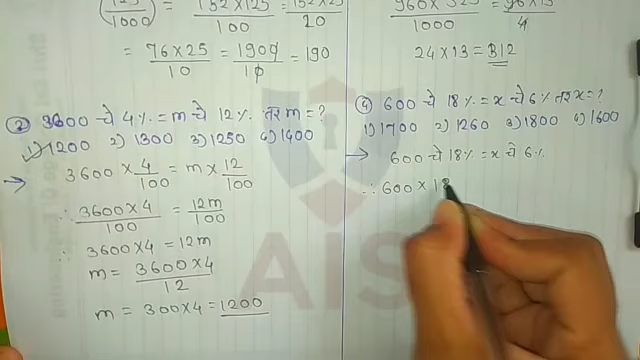 (125/1000) = 152×125/100 = 152×25/20
= 76×25/10 = 1900/10 = 190
960×325/1000 = 96×13/4
24×13 = 312
② 3600 चे 4% = m चे 12% तर m = ?
1) 1200 2) 1300 3) 1250 4) 1400
→ 3600 × 4/100 = m × 12/100
∴ 3600×4/100 = 12m/100
∴ 3600×4 = 12m
m = 3600×4/12
m = 300×4 = 1200
④ 600 चे 18% = x चे 6% तर x = ?
1) 1700 2) 1260 3) 1800 4) 1600
→ 600 चे 18% = x चे 6%
∴ 600 × 18
AIS